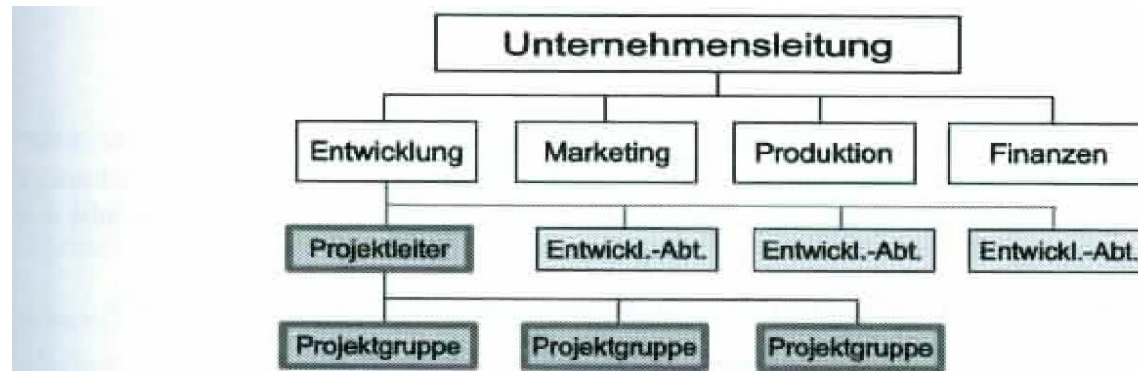 Unternehmensleitung
Entwicklung Marketing Produktion Finanzen
Projektleiter Entwickl.-Abt. Entwickl.-Abt. Entwickl.-Abt.
Projektgruppe Projektgruppe Projektgruppe